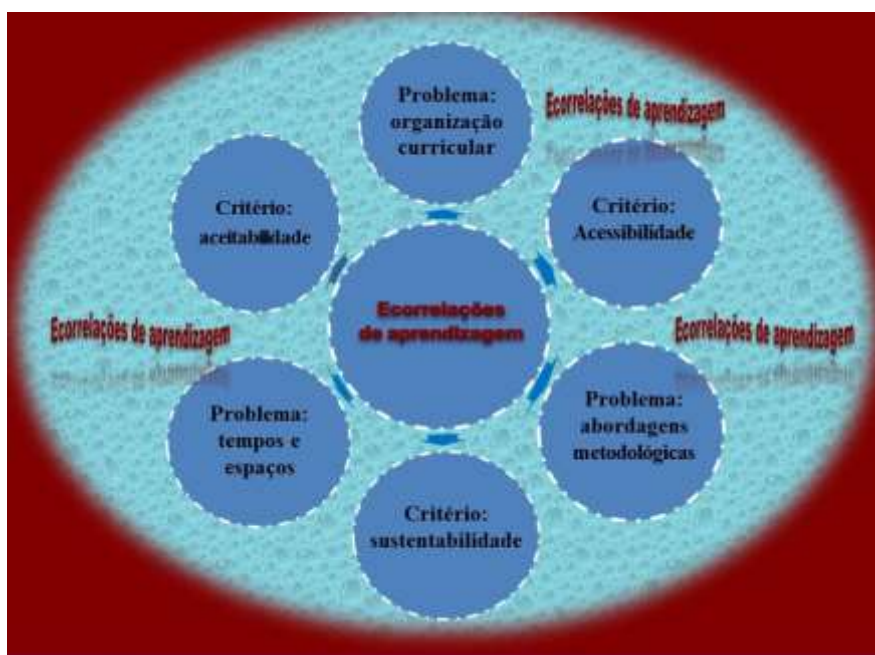 Problema:
organização
curricular
Ecorrelações de aprendizagem
Critério:
aceitabilidade
Critério:
Acessibilidade
Ecorrelações
de aprendizagem
Ecorrelações de aprendizagem
Ecorrelações de aprendizagem
Problema:
tempos e
espaços
Problema:
abordagens
metodológicas
Critério:
sustentabilidade